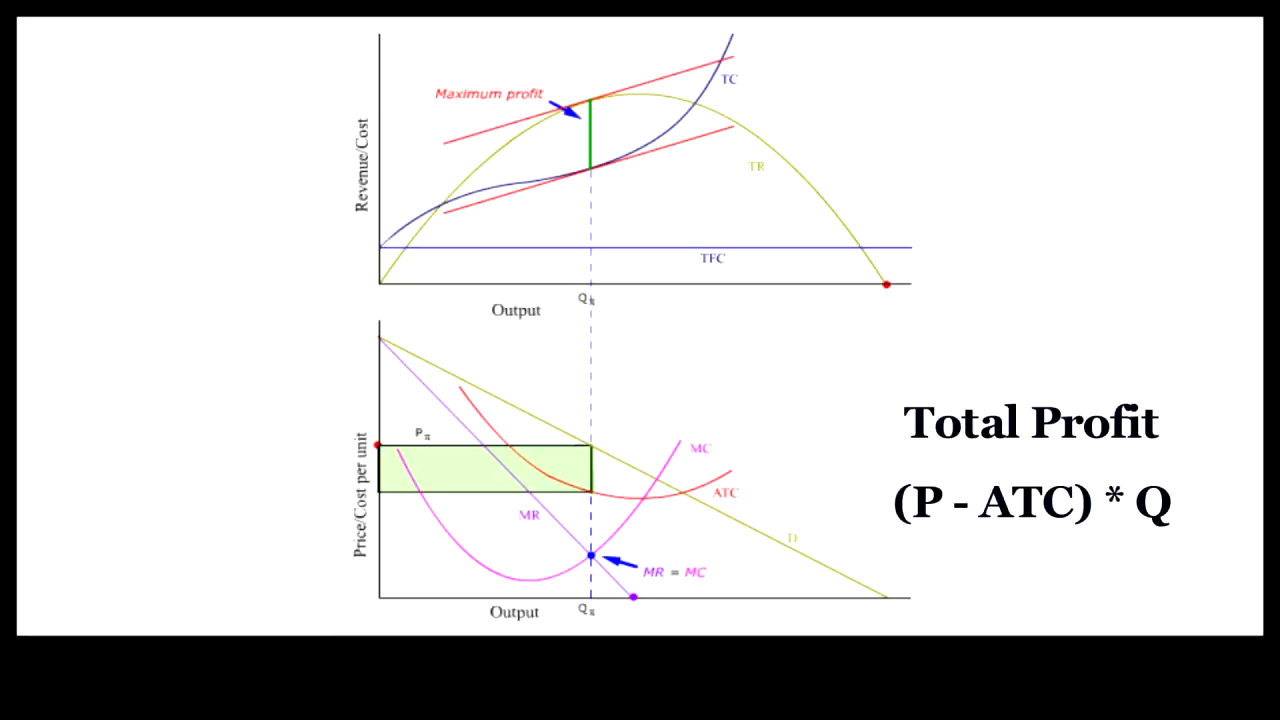 Maximum profit
TC
Revenue/Cost
TR
TFC
Qπ
Output
Pπ
Price/Cost per unit
MC
ATC
MR
D
MR = MC
Output
Qπ
Total Profit
(P - ATC) * Q